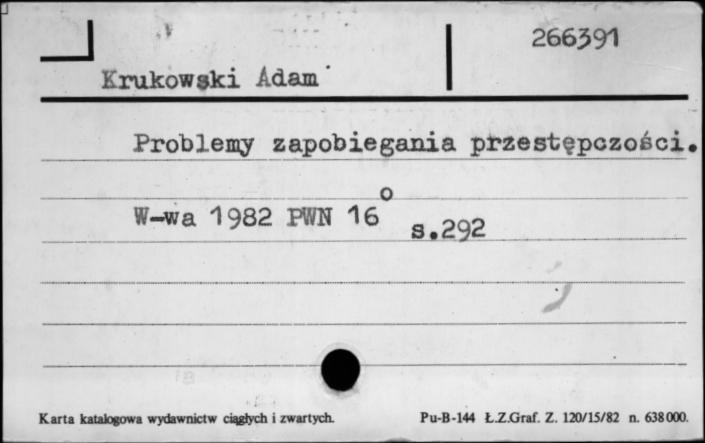 266391
Krukowski Adam
Problemy zapobiegania przestępczości.
W-wa 1982 PWN 16° s.292
Karta katalogowa wydawnictw ciągłych i zwartych. Pu-B-144 Ł.Z.Graf. Z. 120/15/82 n. 638000.